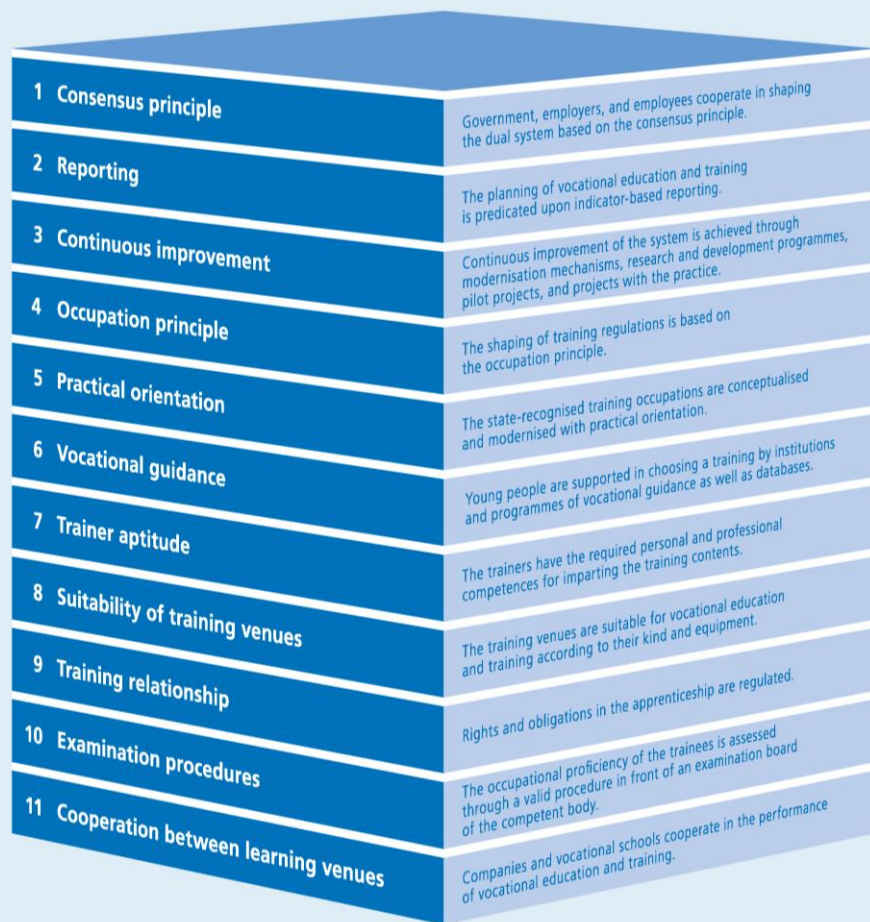 1 Consensus principle
Government, employers, and employees cooperate in shaping
the dual system based on the consensus principle.
2 Reporting
The planning of vocational education and training
is predicated upon indicator-based reporting.
3 Continuous improvement
Continuous improvement of the system is achieved through
modernisation mechanisms, research and development programmes,
pilot projects, and projects with the practice.
4 Occupation principle
The shaping of training regulations is based on
the occupation principle.
5 Practical orientation
The state-recognised training occupations are conceptualised
and modernised with practical orientation.
6 Vocational guidance
Young people are supported in choosing a training by institutions
and programmes of vocational guidance as well as databases.
7 Trainer aptitude
The trainers have the required personal and professional
competences for imparting the training contents.
8 Suitability of training venues
The training venues are suitable for vocational education
and training according to their kind and equipment.
9 Training relationship
Rights and obligations in the apprenticeship are regulated.
10 Examination procedures
The occupational proficiency of the trainees is assessed
through a valid procedure in front of an examination board
of the competent body.
11 Cooperation between learning venues
Companies and vocational schools cooperate in the performance
of vocational education and training.